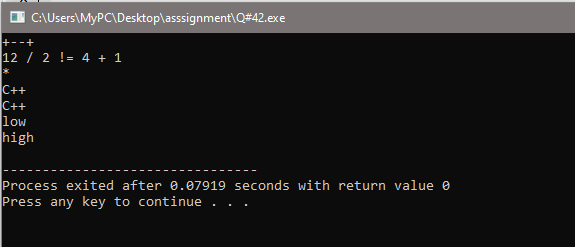 C:\Users\MyPC\Desktop\asssignment\Q#42.exe
+--+
12 / 2 != 4 + 1
*
C++
C++
low
high
--------------------------------
Process exited after 0.07919 seconds with return value 0
Press any key to continue . . .